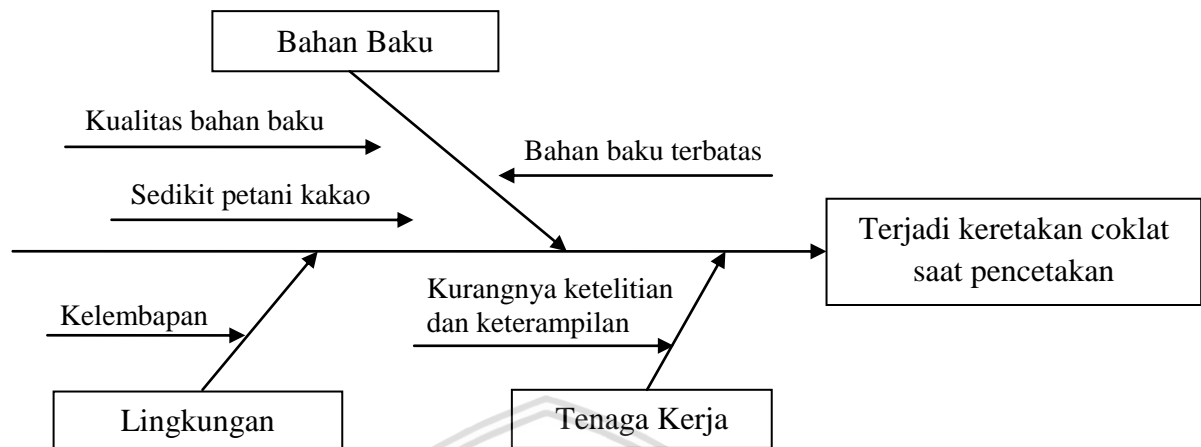 Bahan Baku
Kualitas bahan baku
Bahan baku terbatas
Sedikit petani kakao
Terjadi keretakan coklat
saat pencetakan
Kelembapan
Kurangnya ketelitian
dan keterampilan
Lingkungan
Tenaga Kerja